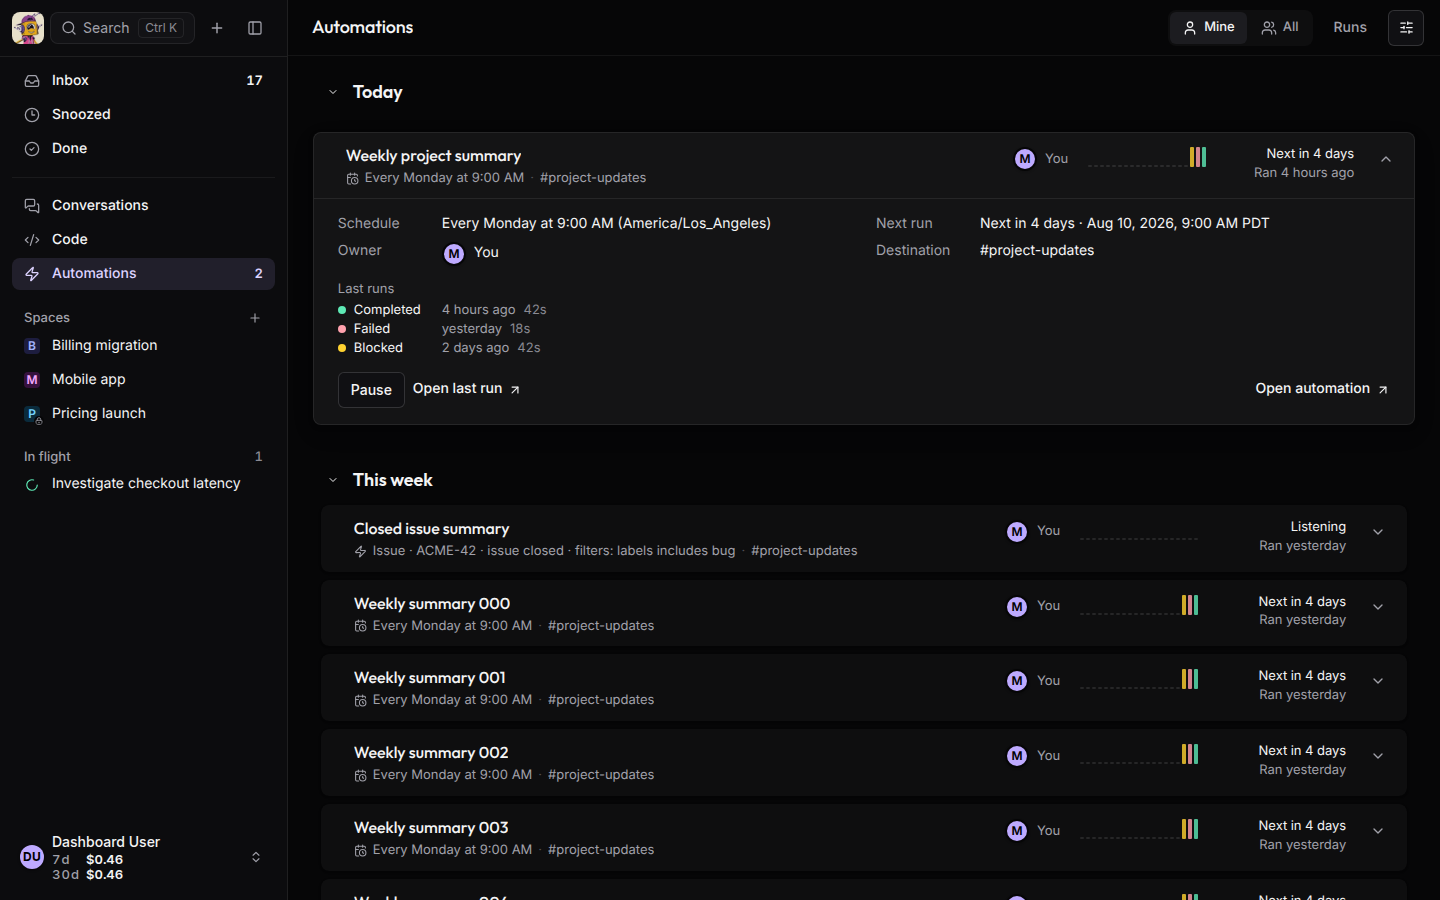 Search Ctrl K
Inbox 17
Snoozed
Done
Conversations
Code
Automations 2
Spaces
B Billing migration
M Mobile app
P Pricing launch
In flight 1
Investigate checkout latency
DU Dashboard User
7d $0.46
30d $0.46
Automations
Mine All Runs
Today
Weekly project summary
Every Monday at 9:00 AM · #project-updates
M You
Next in 4 days
Ran 4 hours ago
Schedule Every Monday at 9:00 AM (America/Los_Angeles)
Next run Next in 4 days · Aug 10, 2026, 9:00 AM PDT
Owner M You
Destination #project-updates
Last runs
Completed 4 hours ago 42s
Failed yesterday 18s
Blocked 2 days ago 42s
Pause Open last run
Open automation
This week
Closed issue summary
Issue · ACME-42 · issue closed · filters: labels includes bug · #project-updates
M You
Listening
Ran yesterday
Weekly summary 000
Every Monday at 9:00 AM · #project-updates
M You
Next in 4 days
Ran yesterday
Weekly summary 001
Every Monday at 9:00 AM · #project-updates
M You
Next in 4 days
Ran yesterday
Weekly summary 002
Every Monday at 9:00 AM · #project-updates
M You
Next in 4 days
Ran yesterday
Weekly summary 003
Every Monday at 9:00 AM · #project-updates
M You
Next in 4 days
Ran yesterday